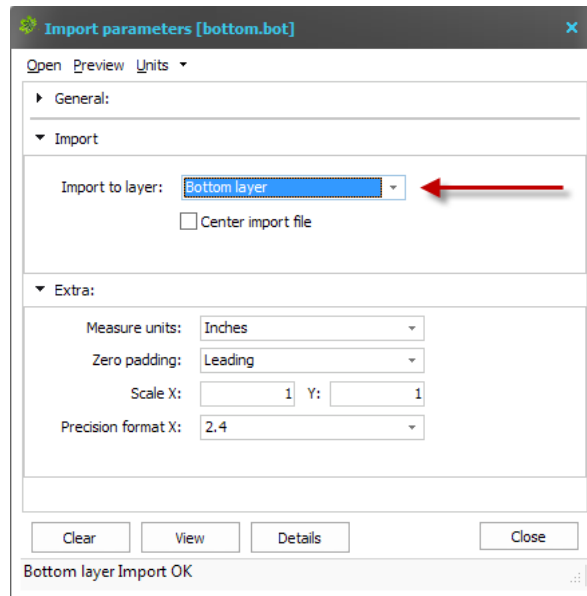 Import parameters [bottom.bot]
Open Preview Units
General:
Import
Import to layer: Bottom layer
Center import file
Extra:
Measure units: Inches
Zero padding: Leading
Scale X: 1 Y: 1
Precision format X: 2.4
Clear View Details Close
Bottom layer Import OK